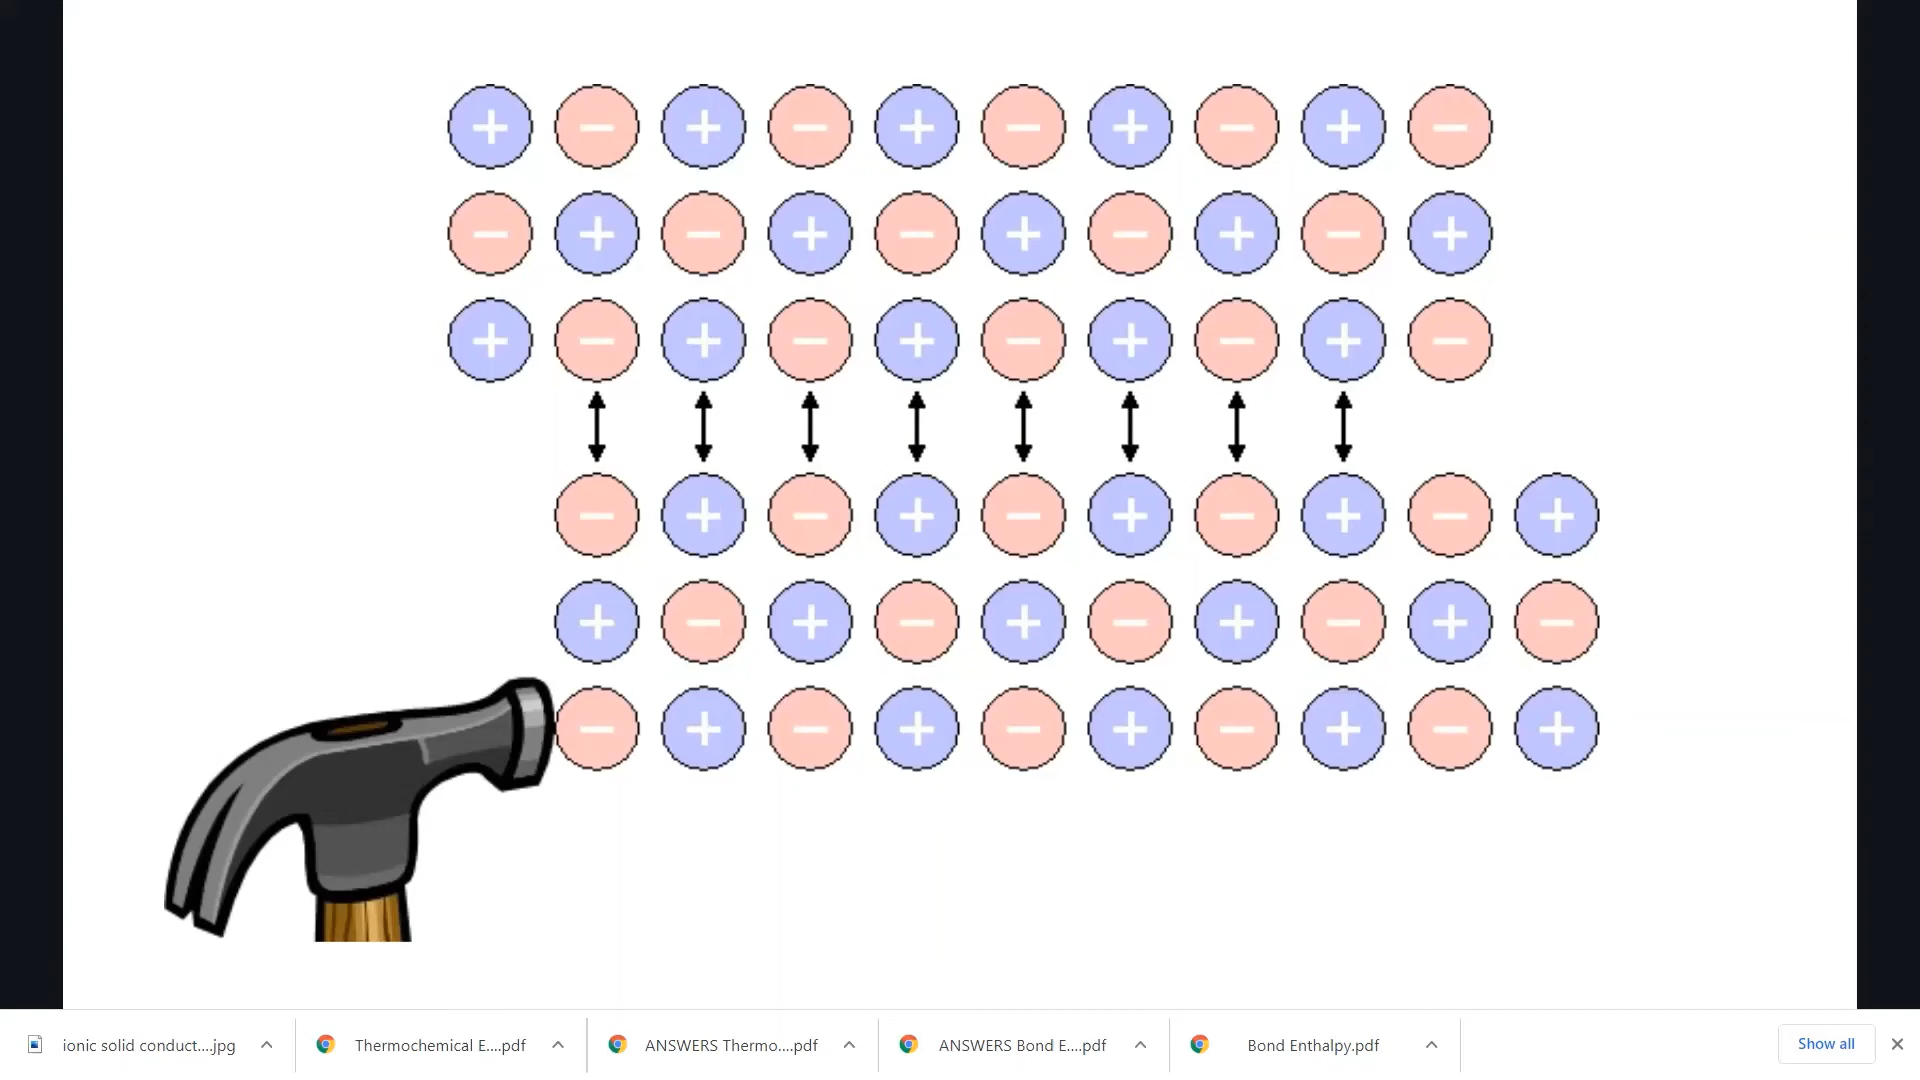 + − + − + − + − + −
− + − + − + − + − +
+ − + − + − + − + −
− + − + − + − + − +
+ − + − + − + − + −
− + − + − + − + − +
ionic solid conduct....jpg
Thermochemical E....pdf
ANSWERS Thermo....pdf
ANSWERS Bond E....pdf
Bond Enthalpy.pdf
Show all